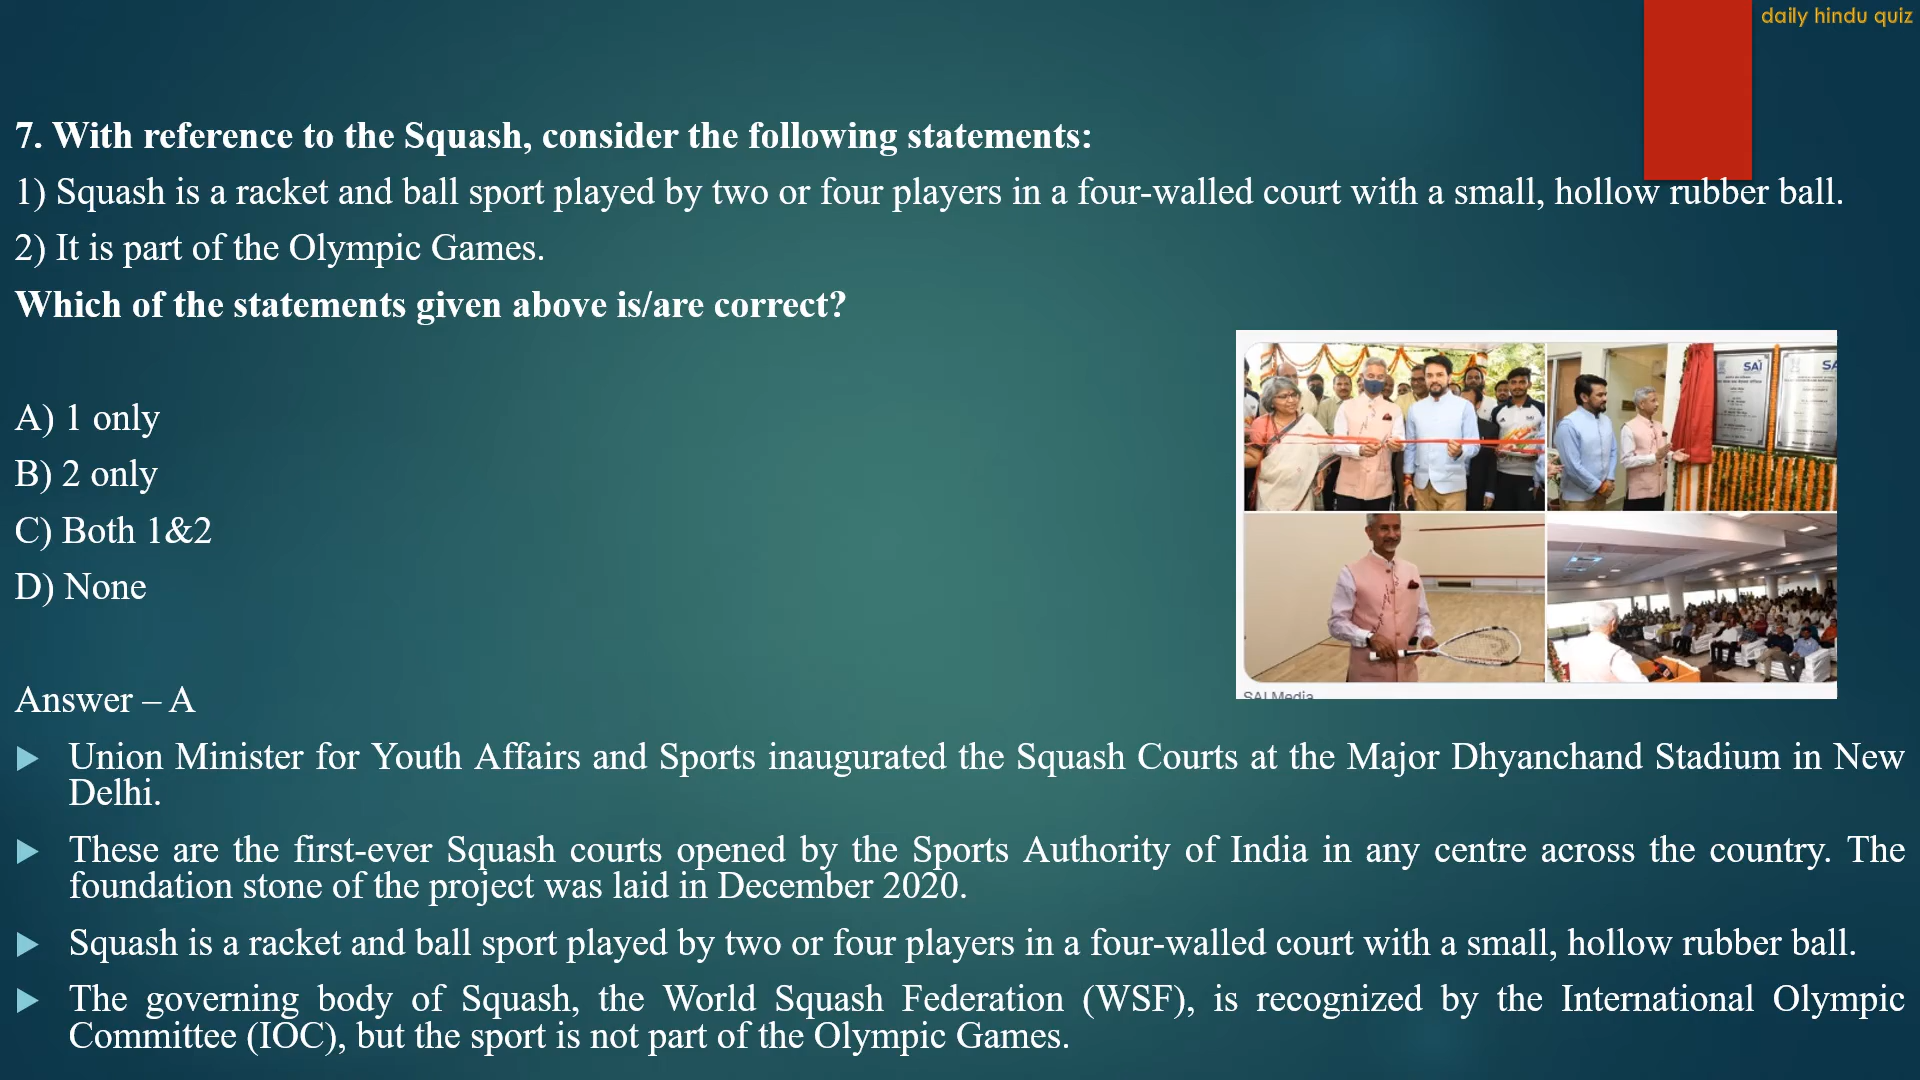 daily hindu quiz
7. With reference to the Squash, consider the following statements:
1) Squash is a racket and ball sport played by two or four players in a four-walled court with a small, hollow rubber ball.
2) It is part of the Olympic Games.
Which of the statements given above is/are correct?
A) 1 only
B) 2 only
C) Both 1&2
D) None
SAI
SA
SAI Media
Answer – A
Union Minister for Youth Affairs and Sports inaugurated the Squash Courts at the Major Dhyanchand Stadium in New
Delhi.
These are the first-ever Squash courts opened by the Sports Authority of India in any centre across the country. The
foundation stone of the project was laid in December 2020.
Squash is a racket and ball sport played by two or four players in a four-walled court with a small, hollow rubber ball.
The governing body of Squash, the World Squash Federation (WSF), is recognized by the International Olympic
Committee (IOC), but the sport is not part of the Olympic Games.